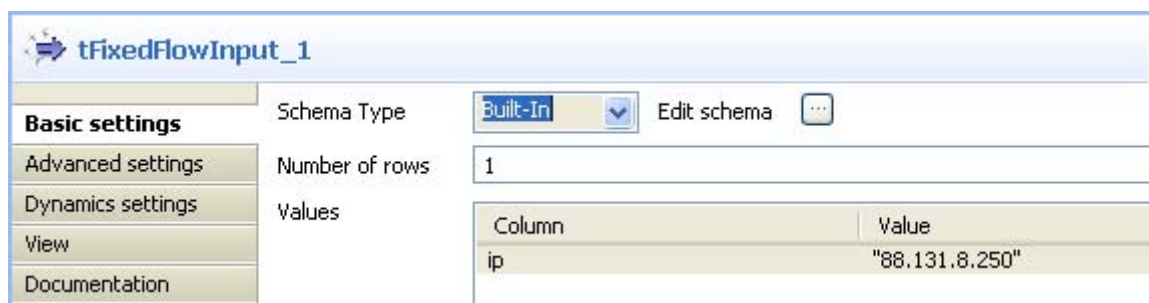 tFixedFlowInput_1
Basic settings
Advanced settings
Dynamics settings
View
Documentation
Schema Type Built-In Edit schema ...
Number of rows 1
Values
Column Value
ip "88.131.8.250"